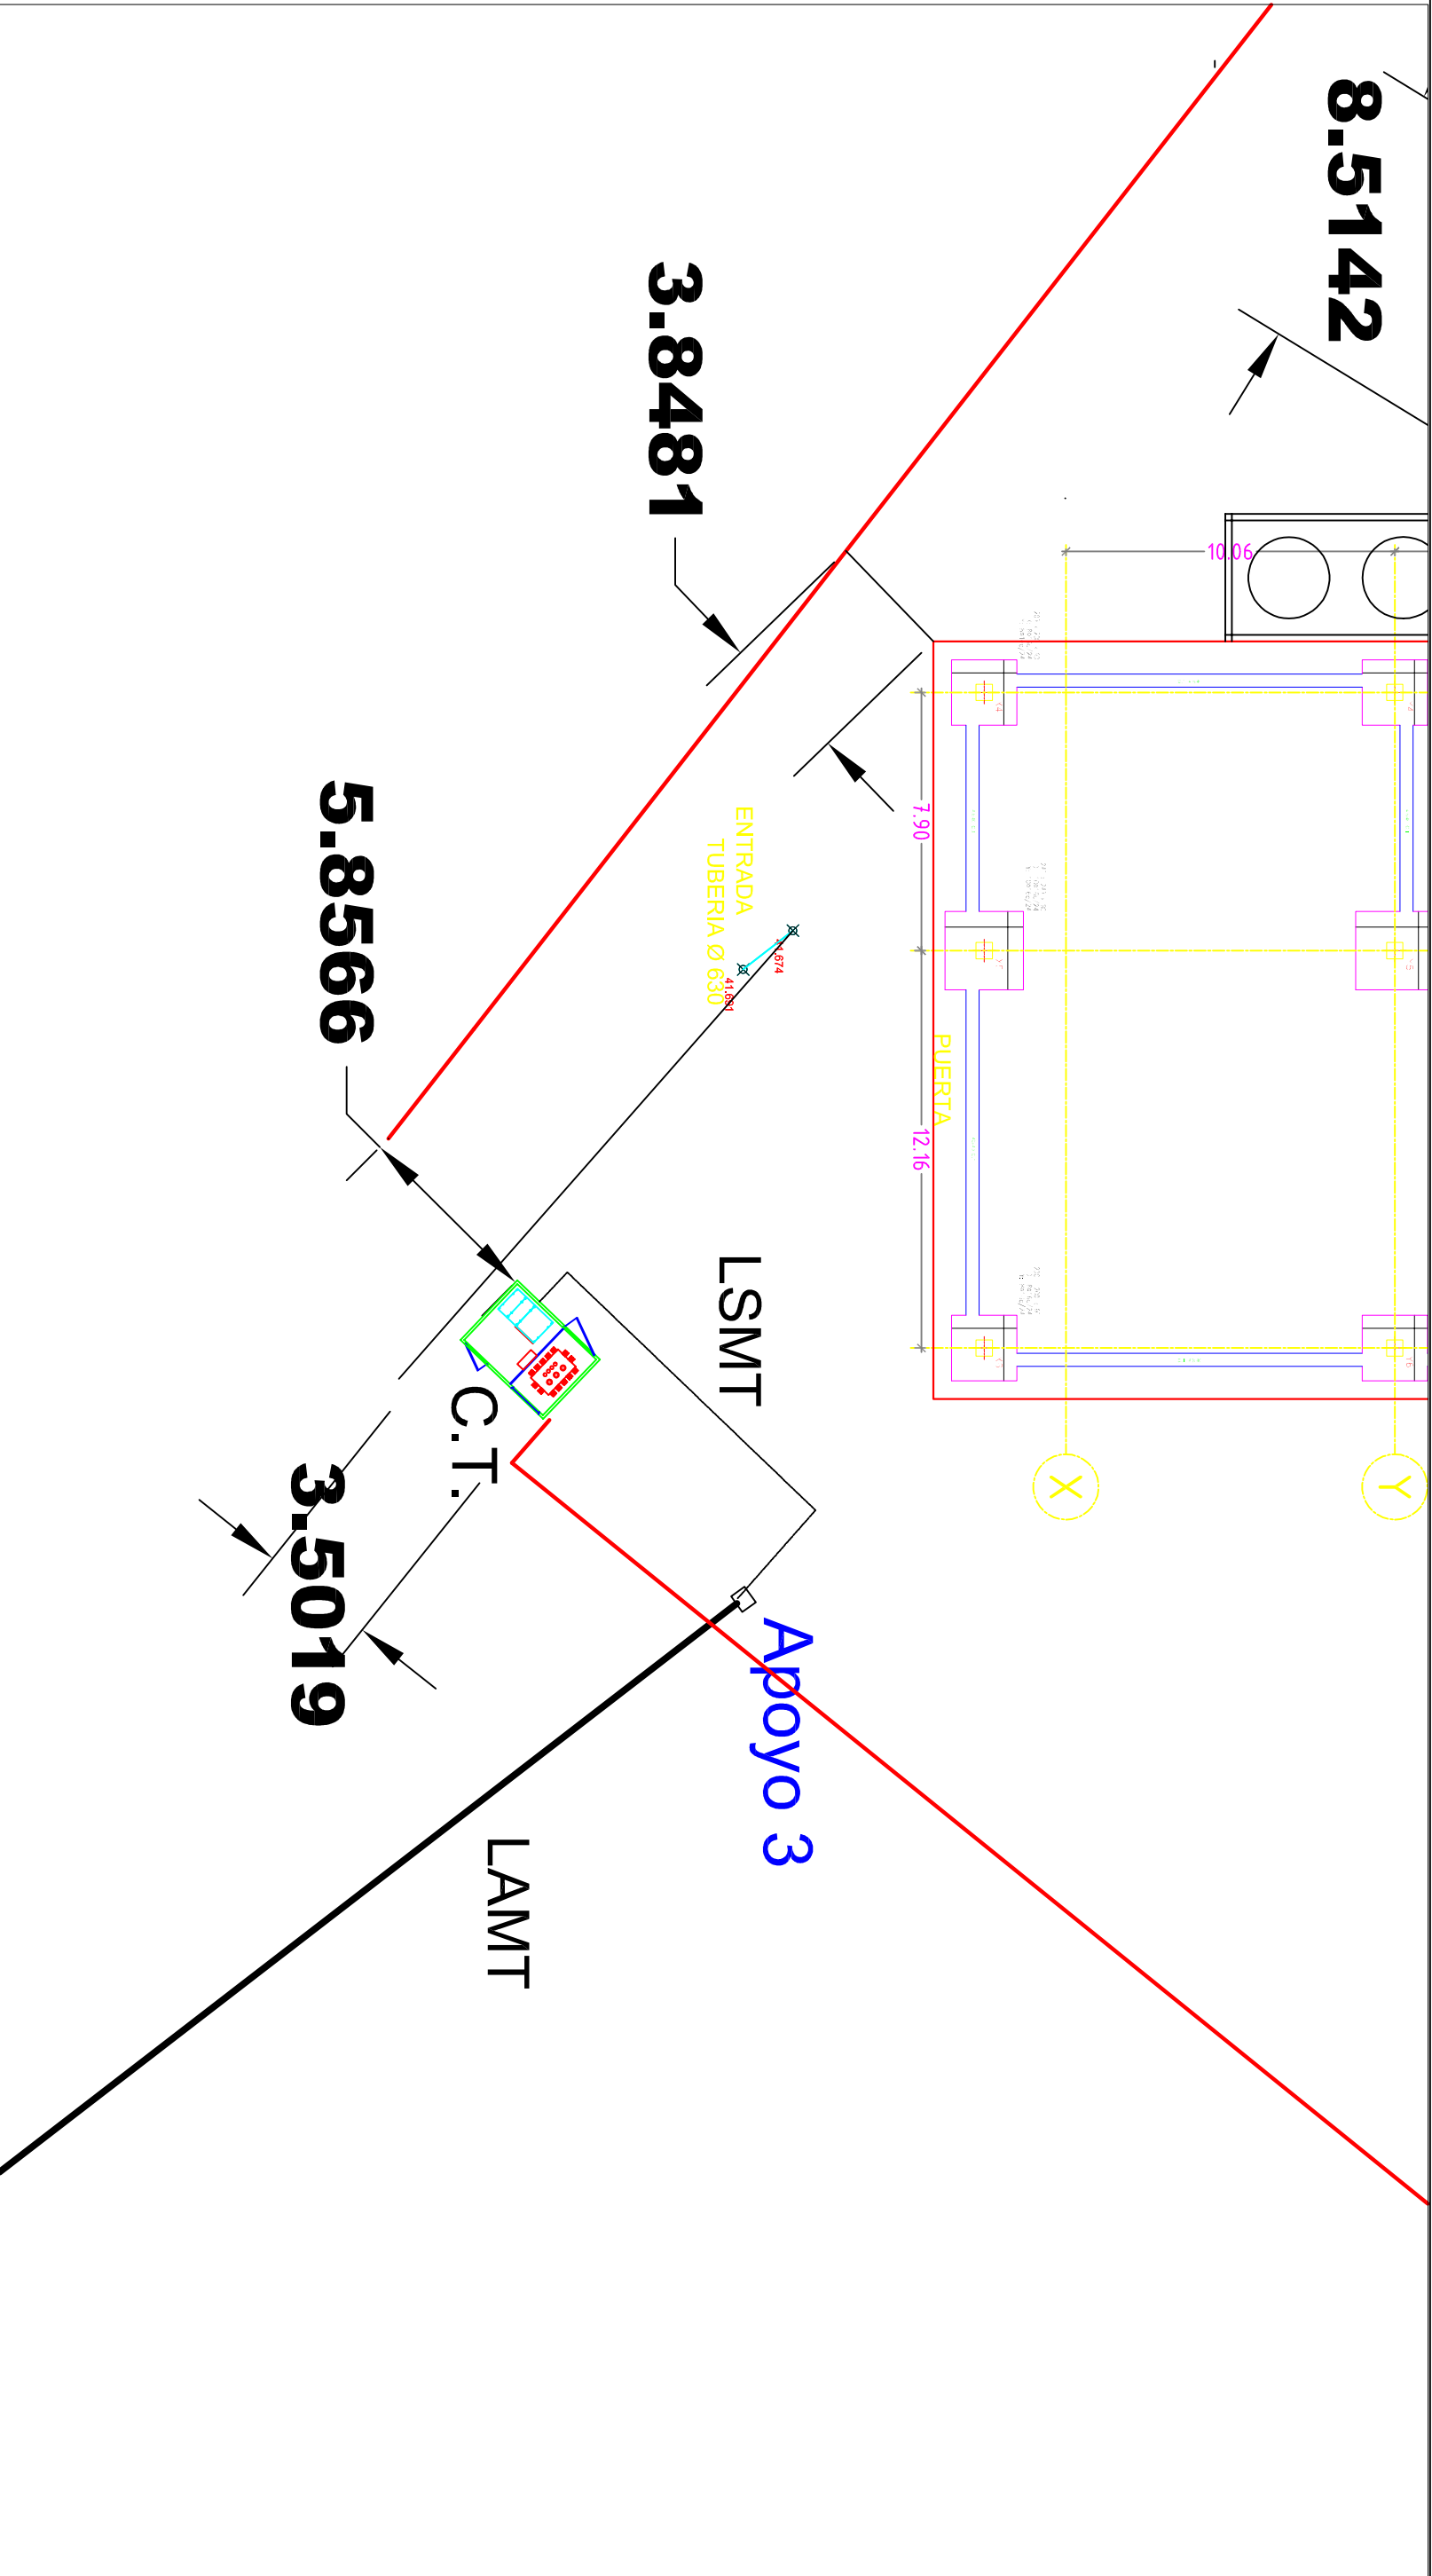 8.5142
3.8481
10.06
7.90
ENTRADA
TUBERIA Ø 630
5.8566
PUERTA
12.16
LSMT
C.T.
X
Y
3.5019
Apoyo 3
LAMT